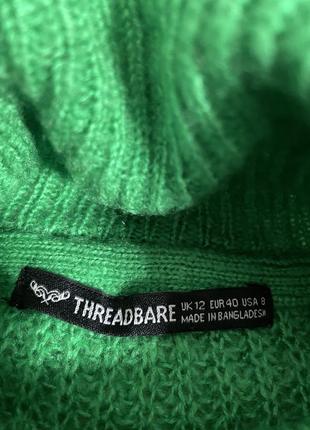 THREADBARE
UK 12 EUR 40 USA 8
MADE IN BANGLADESH